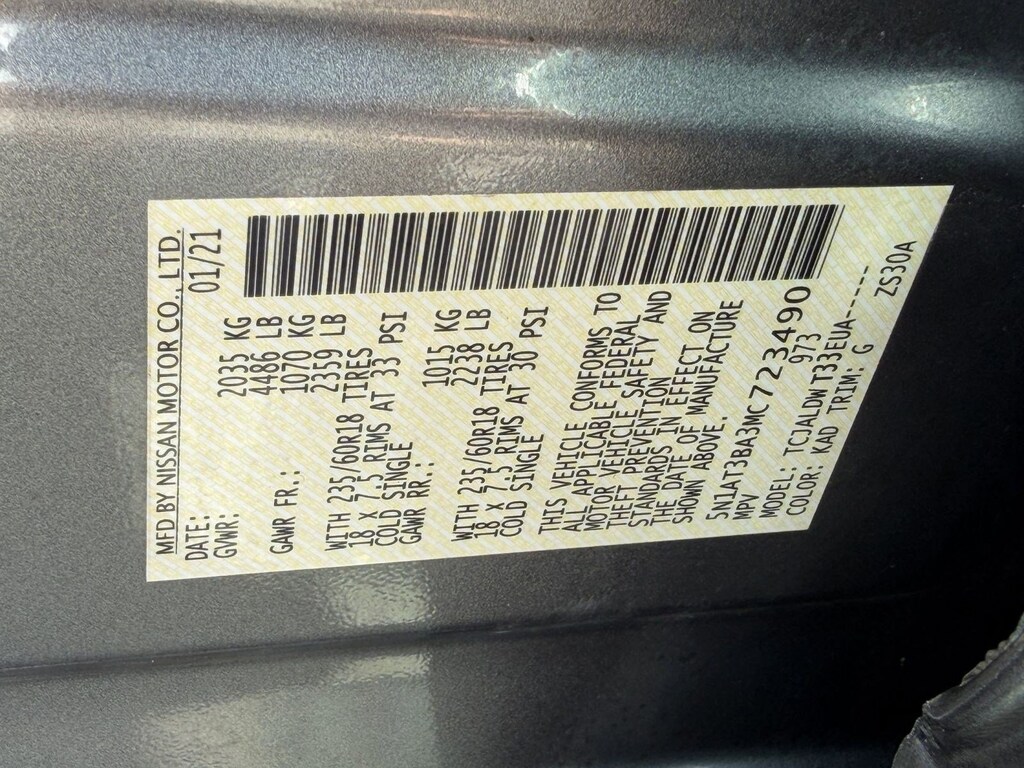 MFD BY NISSAN MOTOR CO., LTD.
DATE: 01/21
GVWR: 2035 KG
4486 LB
GAWR FR.: 1070 KG
2359 LB
WITH 235/60R18 TIRES
18 X 7.5 RIMS AT 33 PSI
COLD SINGLE
GAWR RR.: 1015 KG
2238 LB
WITH 235/60R18 TIRES
18 X 7.5 RIMS AT 30 PSI
COLD SINGLE
THIS VEHICLE CONFORMS TO
ALL APPLICABLE FEDERAL
MOTOR VEHICLE SAFETY AND
THEFT PREVENTION
STANDARDS IN EFFECT ON
THE DATE OF MANUFACTURE
SHOWN ABOVE.
5N1AT3BA3MC723490
MPV 973
MODEL: TCJALDWT33EUA-----
COLOR: KAD TRIM: G
ZS30A